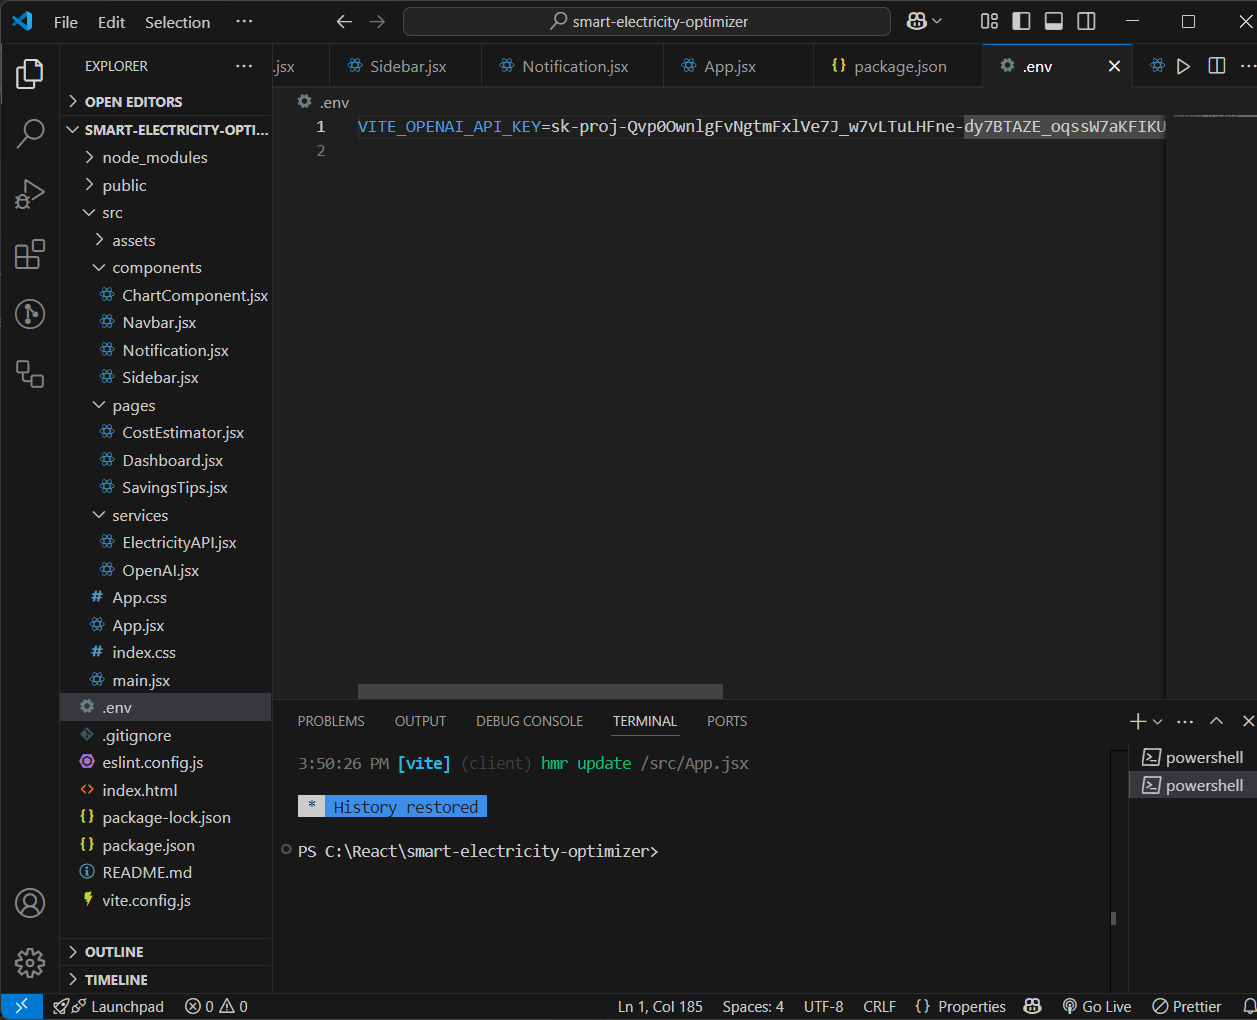 File Edit Selection ···
smart-electricity-optimizer
EXPLORER ···
.jsx
Sidebar.jsx
Notification.jsx
App.jsx
{} package.json
.env
OPEN EDITORS
SMART-ELECTRICITY-OPTI...
node_modules
public
src
assets
components
ChartComponent.jsx
Navbar.jsx
Notification.jsx
Sidebar.jsx
pages
CostEstimator.jsx
Dashboard.jsx
SavingsTips.jsx
services
ElectricityAPI.jsx
OpenAI.jsx
# App.css
App.jsx
# index.css
main.jsx
.env
.gitignore
eslint.config.js
<> index.html
{} package-lock.json
{} package.json
README.md
vite.config.js
OUTLINE
TIMELINE
.env
1 VITE_OPENAI_API_KEY=sk-proj-Qvp0OwnlgFvNgtmFxlVe7J_w7vLTuLHFne-dy7BTAZE_oqssW7aKFIKU
2
PROBLEMS OUTPUT DEBUG CONSOLE TERMINAL PORTS
3:50:26 PM [vite] (client) hmr update /src/App.jsx
* History restored
PS C:\React\smart-electricity-optimizer>
powershell
powershell
Launchpad 0 0
Ln 1, Col 185 Spaces: 4 UTF-8 CRLF {} Properties Go Live Prettier